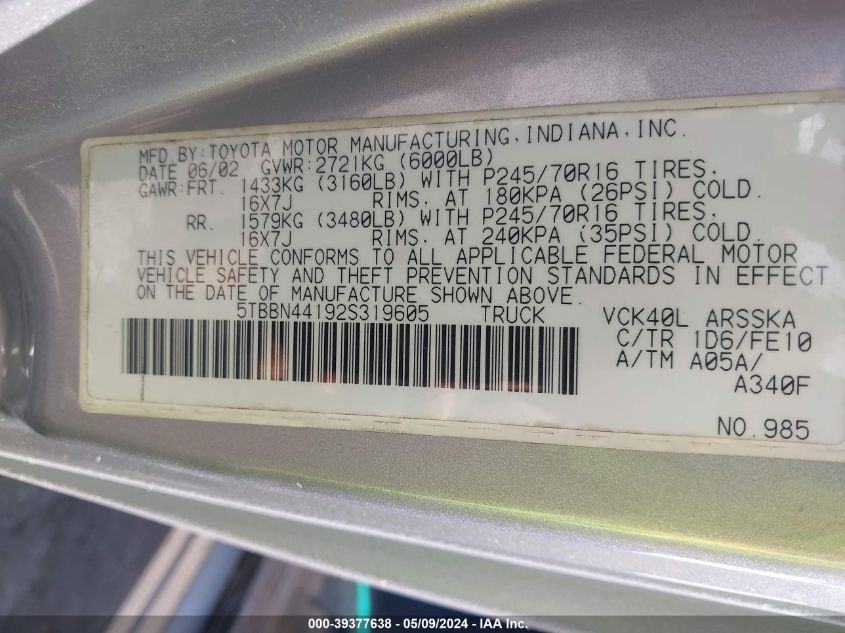 MFD.BY:TOYOTA MOTOR MANUFACTURING,INDIANA,INC.
DATE 06/02 GVWR:2721KG (6000LB)
GAWR:FRT. 1433KG (3160LB) WITH P245/70R16 TIRES,
16X7J RIMS, AT 180KPA (26PSI) COLD.
RR. 1579KG (3480LB) WITH P245/70R16 TIRES,
16X7J RIMS, AT 240KPA (35PSI) COLD.
THIS VEHICLE CONFORMS TO ALL APPLICABLE FEDERAL MOTOR
VEHICLE SAFETY AND THEFT PREVENTION STANDARDS IN EFFECT
ON THE DATE OF MANUFACTURE SHOWN ABOVE.
5TBBN44192S319605 TRUCK VCK40L ARSSKA
C/TR 1D6/FE10
A/TM A05A/
A340F
NO.985
000-39377638 - 05/09/2024 - IAA Inc.